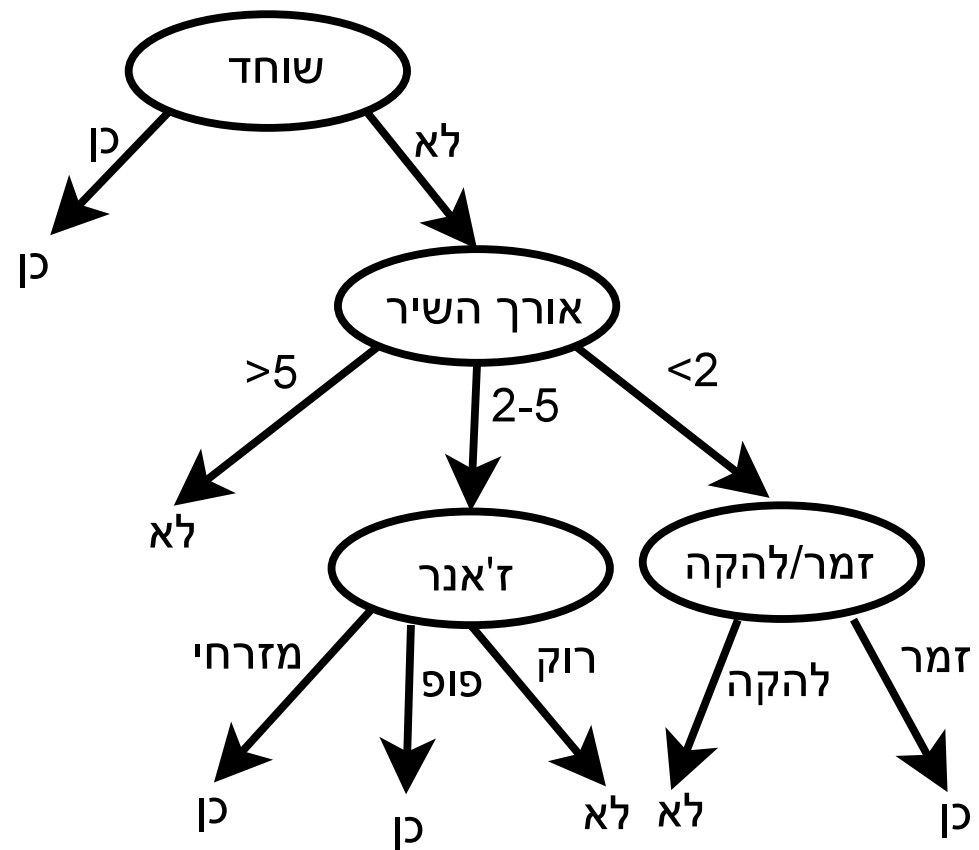 שוחד
כן
לא
כן
אורך השיר
>5
2-5
<2
לא
ז'אנר
זמר/להקה
מזרחי
פופ
רוק
להקה
זמר
כן
כן
לא
לא
כן